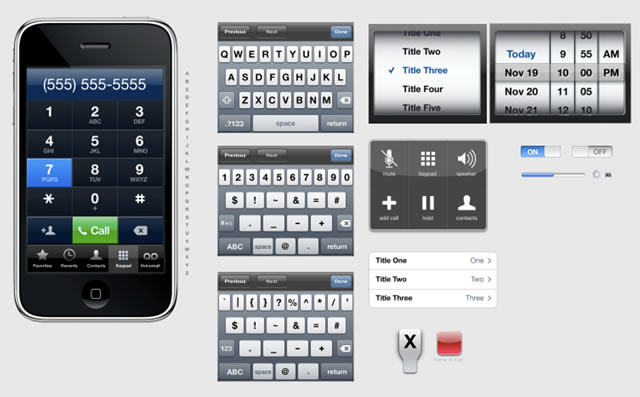 (555) 555-5555
1 2 3
ABC DEF
4 5 6
GHI JKL MNO
7 8 9
PQRS TUV WXYZ
* 0 #
+
Call
Favorites Recents Contacts Keypad Voicemail
A
B
C
D
E
F
G
H
I
J
K
L
M
N
O
P
Q
R
S
T
U
V
W
X
Y
Z
Previous Next Done
Q W E R T Y U I O P
A S D F G H J K L
Z X C V B N M
.?123 space return
Previous Next Done
1 2 3 4 5 6 7 8 9 0
$ ! ~ & = #
#+= . _ - +
ABC space @ . return
Previous Next Done
` | { } ? % ^ * / '
$ ! ~ & = #
123 . _ - +
ABC space @ . return
Title One
Title Two
✓ Title Three
Title Four
Title Five
8 50
Today 9 55 AM
Nov 19 10 00 PM
Nov 20 11 05
Nov 21 12 10
mute keypad speaker
add call hold contacts
ON OFF
Title One One >
Title Two Two >
Title Three Three >
X
Name of App